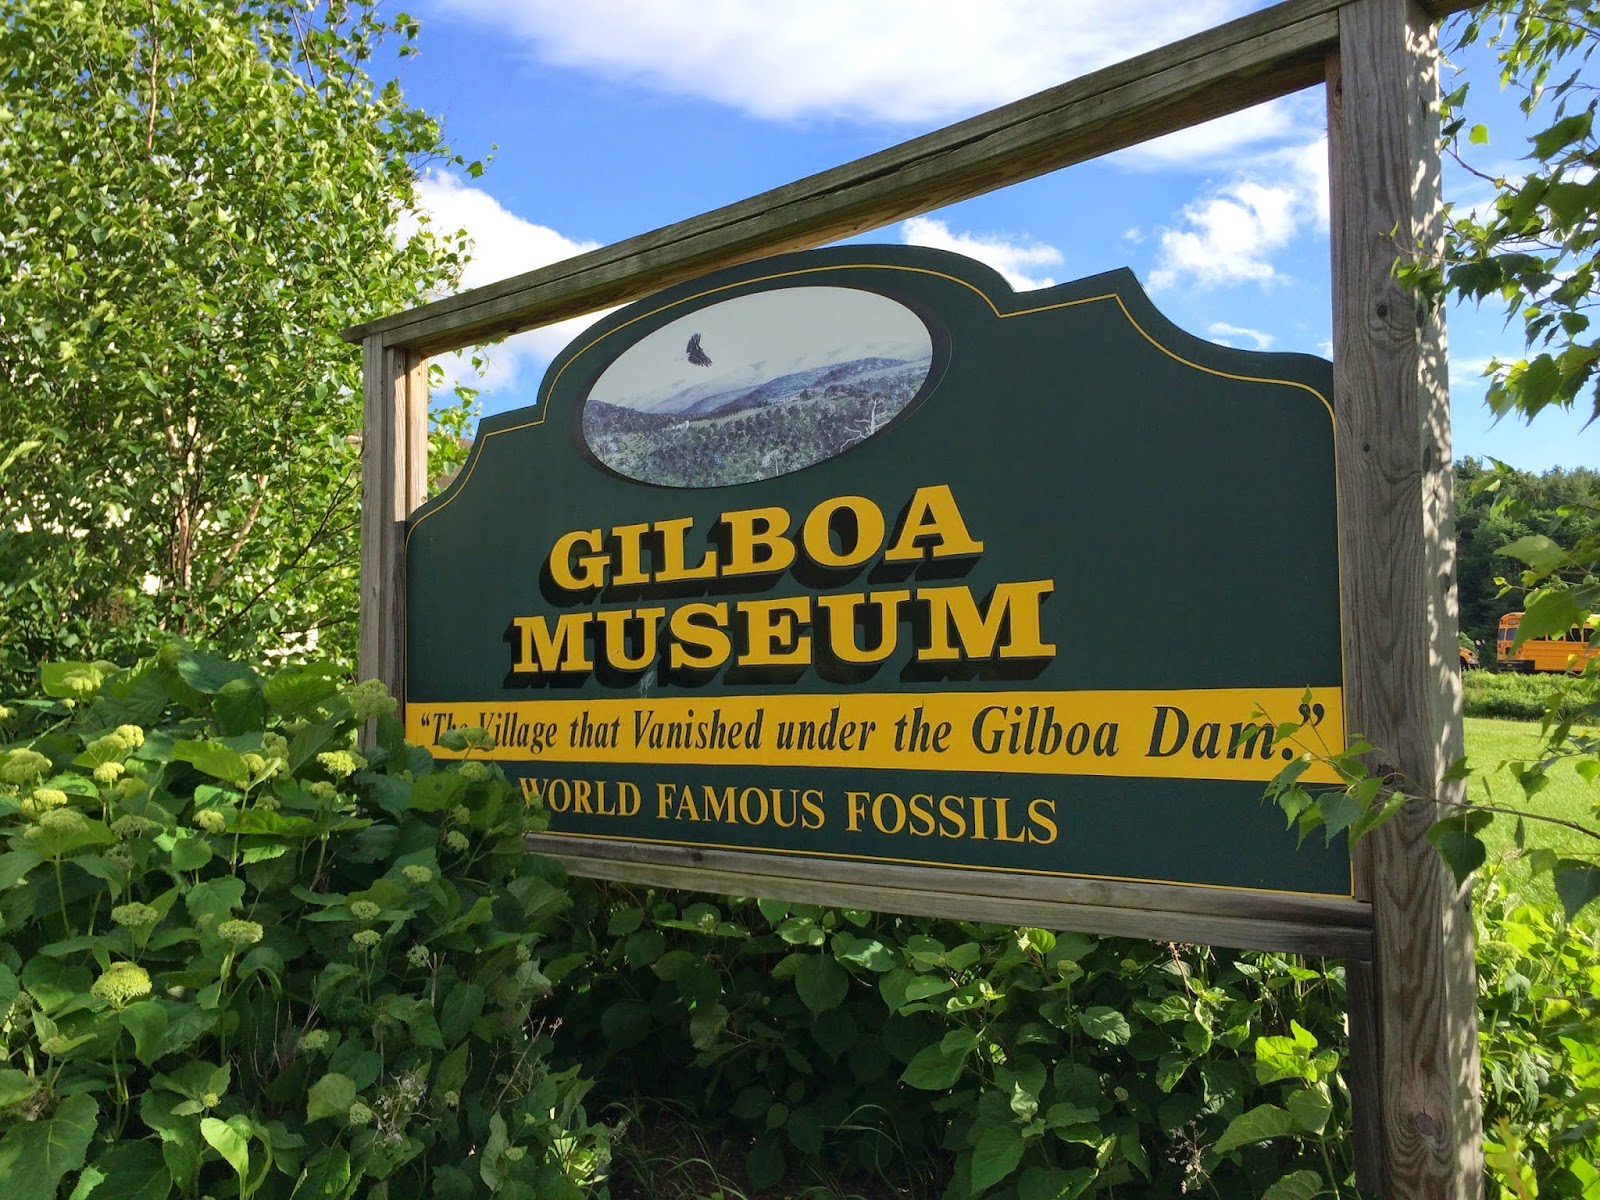 GILBOA
MUSEUM
"The Village that Vanished under the Gilboa Dam."
WORLD FAMOUS FOSSILS